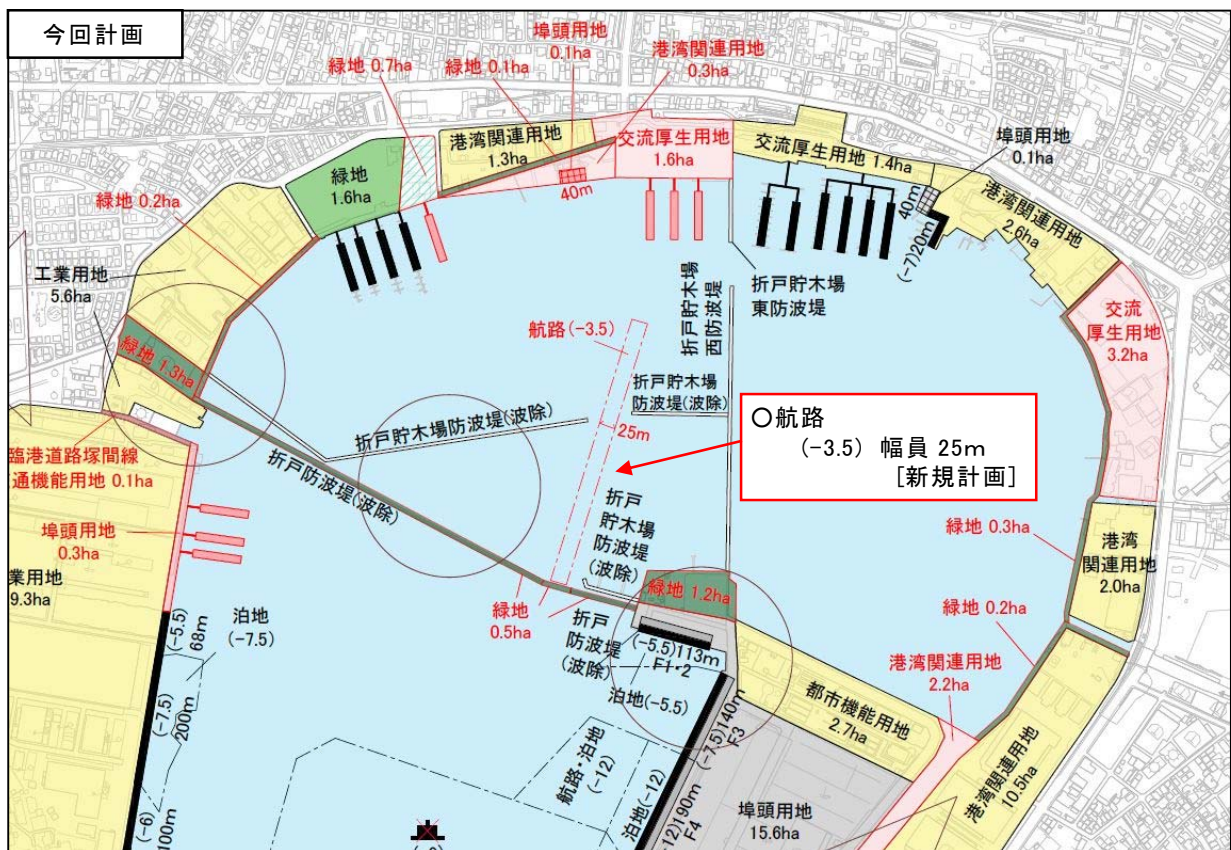 今回計画
埠頭用地
0.1ha
緑地 0.7ha
緑地 0.1ha
港湾関連用地
0.3ha
港湾関連用地
1.3ha
交流厚生用地
1.6ha
交流厚生用地 1.4ha
埠頭用地
0.1ha
緑地
1.6ha
40m
40m
(-7)20m
港湾関連用地
2.6ha
緑地 0.2ha
工業用地
5.6ha
緑地 1.3ha
折戸貯木場
西防波堤
折戸貯木場
東防波堤
交流
厚生用地
3.2ha
航路(-3.5)
折戸貯木場
防波堤(波除)
25m
折戸貯木場防波堤(波除)
折戸防波堤(波除)
〇航路
(-3.5) 幅員 25m
[新規計画]
臨港道路塚間線
通機能用地 0.1ha
埠頭用地
0.3ha
業用地
9.3ha
折戸
貯木場
防波堤
(波除)
緑地 0.3ha
港湾
関連用地
2.0ha
緑地 1.2ha
緑地
0.5ha
緑地 0.2ha
(-5.5)
68m
泊地
(-7.5)
折戸
防波堤
(波除)
(-5.5)113m
F1・2
泊地(-5.5)
港湾関連用地
2.2ha
都市機能用地
2.7ha
(-7.5)
200m
(-7.5)140m
F3
航路・泊地
(-12)
泊地(-12)
港湾関連用地
10.5ha
埠頭用地
15.6ha
(-6)
100m
-12)190m
F4